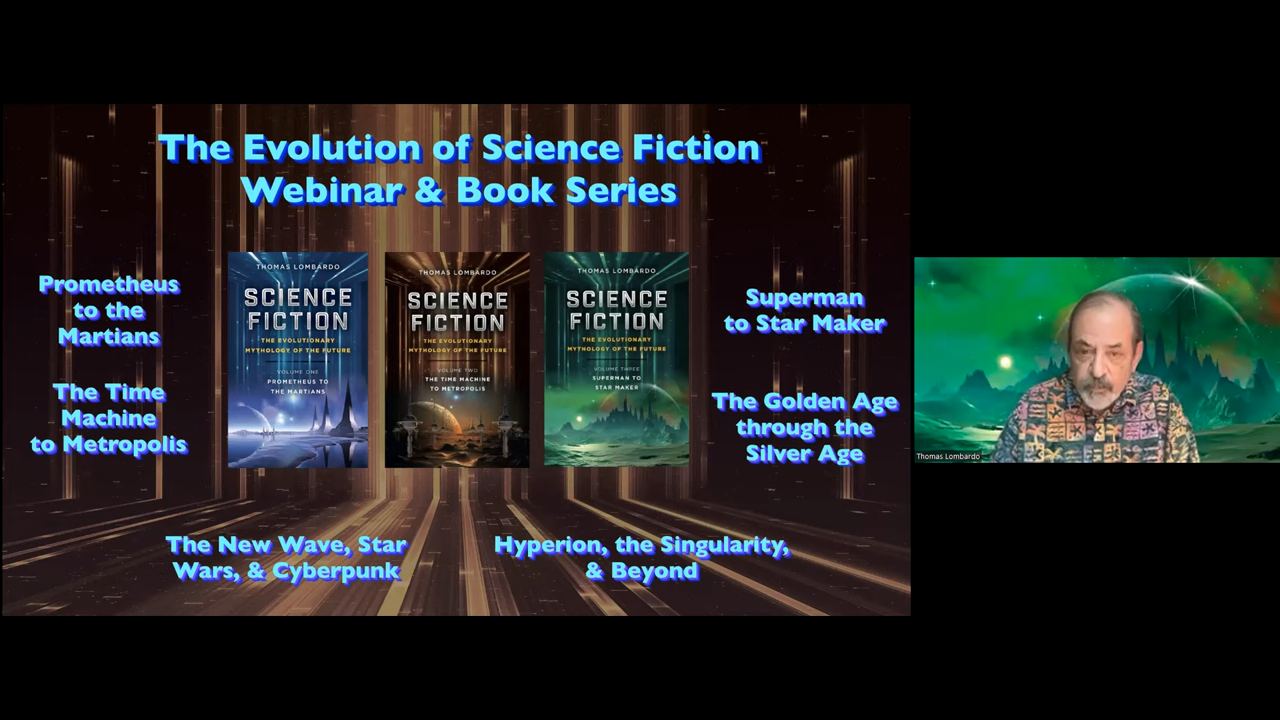 The Evolution of Science Fiction
Webinar & Book Series
Prometheus
to the
Martians
The Time
Machine
to Metropolis
THOMAS LOMBARDO
SCIENCE
FICTION
THE EVOLUTIONARY
MYTHOLOGY OF THE FUTURE
VOLUME ONE
PROMETHEUS TO
THE MARTIANS
THOMAS LOMBARDO
SCIENCE
FICTION
THE EVOLUTIONARY
MYTHOLOGY OF THE FUTURE
VOLUME TWO
THE TIME MACHINE
TO METROPOLIS
THOMAS LOMBARDO
SCIENCE
FICTION
THE EVOLUTIONARY
MYTHOLOGY OF THE FUTURE
VOLUME THREE
SUPERMAN TO
STAR MAKER
Superman
to Star Maker
The Golden Age
through the
Silver Age
The New Wave, Star
Wars, & Cyberpunk
Hyperion, the Singularity,
& Beyond
Thomas Lombardo